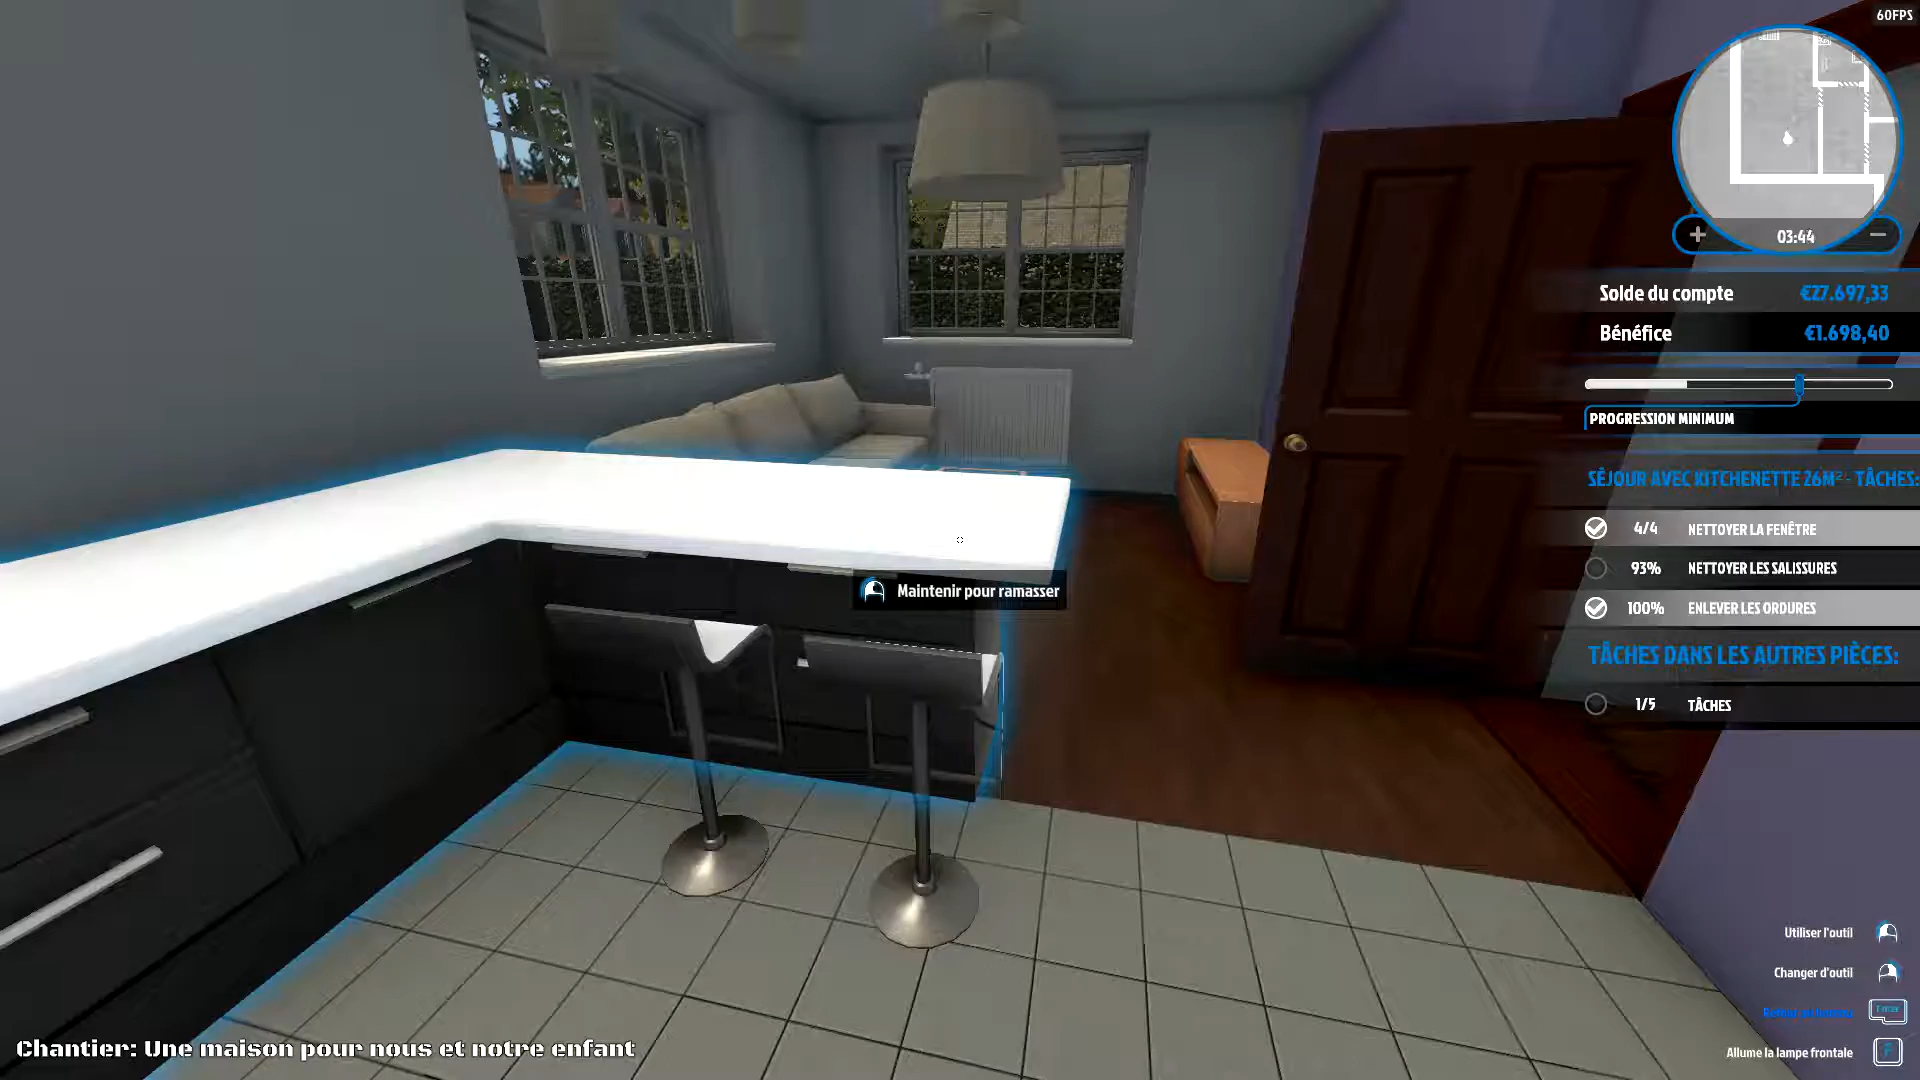 60FPS
+ 03:44 −
Solde du compte €27.697,33
Bénéfice €1.698,40
PROGRESSION MINIMUM
SÉJOUR AVEC KITCHENETTE 26M² - TÂCHES:
4/4 NETTOYER LA FENÊTRE
93% NETTOYER LES SALISSURES
100% ENLEVER LES ORDURES
TÂCHES DANS LES AUTRES PIÈCES:
1/5 TÂCHES
Maintenir pour ramasser
Utiliser l'outil
Changer d'outil
Enter
Allume la lampe frontale F
Chantier: Une maison pour nous et notre enfant